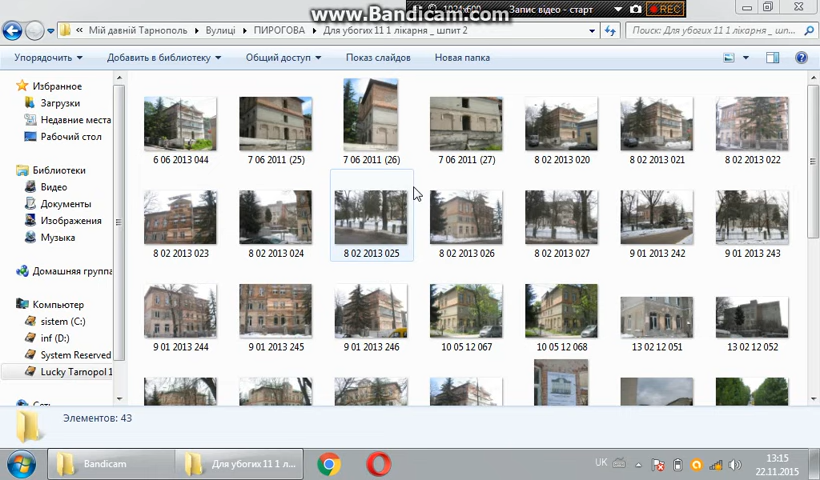 www.Bandicam.com
1024x600 Запис відео - старт REC
Мій давній Тарнополь Вулиці ПИРОГОВА Для убогих 11 1 лікарня _ шпит 2
Поиск: Для убогих 11 1 лікарня _ шп...
Упорядочить Добавить в библиотеку Общий доступ Показ слайдов Новая папка
Избранное
Загрузки
Недавние места
Рабочий стол
Библиотеки
Видео
Документы
Изображения
Музыка
Домашняя группа
Компьютер
sistem (C:)
inf (D:)
System Reserved
Lucky Tarnopol 1
6 06 2013 044 7 06 2011 (25) 7 06 2011 (26) 7 06 2011 (27) 8 02 2013 020 8 02 2013 021 8 02 2013 022
8 02 2013 023 8 02 2013 024 8 02 2013 025 8 02 2013 026 8 02 2013 027 9 01 2013 242 9 01 2013 243
9 01 2013 244 9 01 2013 245 9 01 2013 246 10 05 12 067 10 05 12 068 13 02 12 051 13 02 12 052
Элементов: 43
Bandicam Для убогих 11 1 л... UK 13:15
22.11.2015